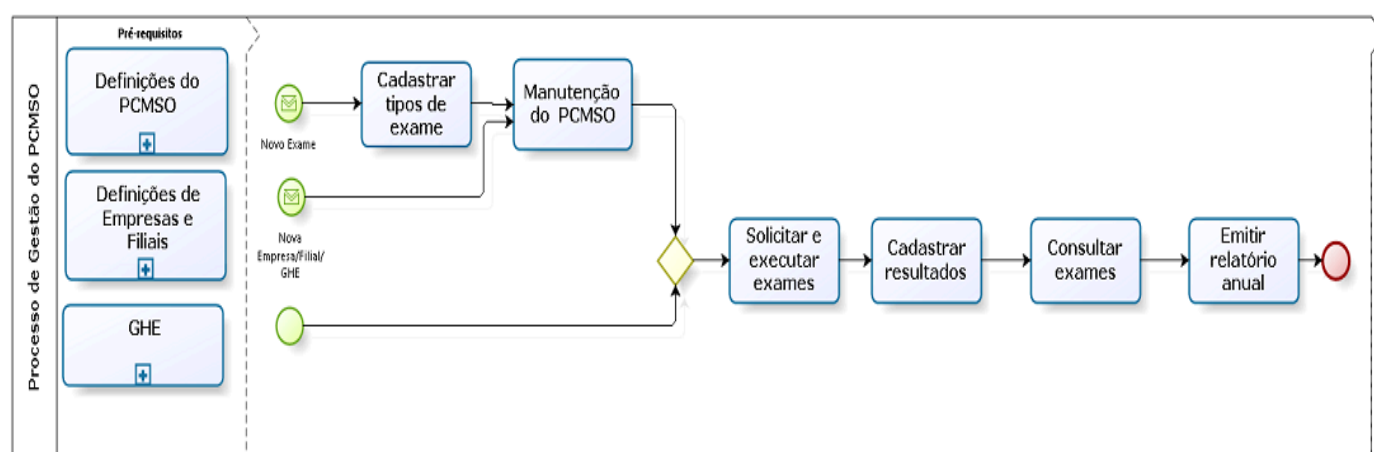 Processo de Gestão do PCMSO
Pré-requisitos
Definições do
PCMSO
Definições de
Empresas e
Filiais
GHE
Novo Exame
Nova
Empresa/Filial/
GHE
Cadastrar
tipos de
exame
Manutenção
do PCMSO
Solicitar e
executar
exames
Cadastrar
resultados
Consultar
exames
Emitir
relatório
anual